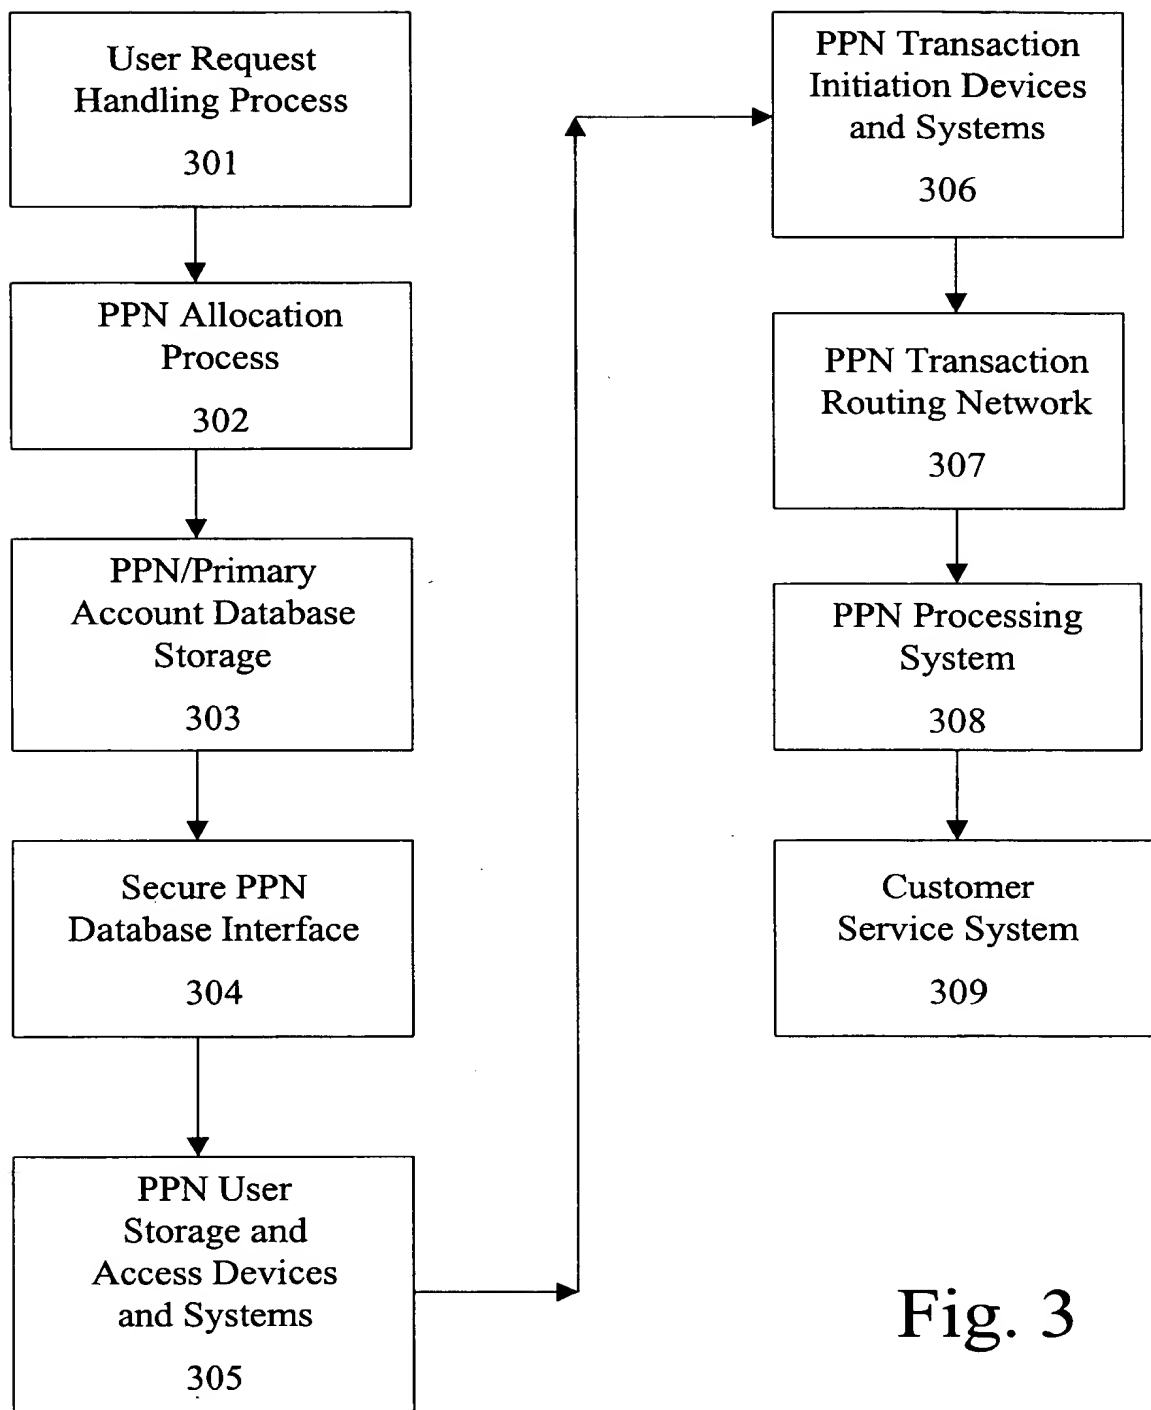 User Request
Handling Process
301
PPN Allocation
Process
302
PPN/Primary
Account Database
Storage
303
Secure PPN
Database Interface
304
PPN User
Storage and
Access Devices
and Systems
305
PPN Transaction
Initiation Devices
and Systems
306
PPN Transaction
Routing Network
307
PPN Processing
System
308
Customer
Service System
309
Fig. 3